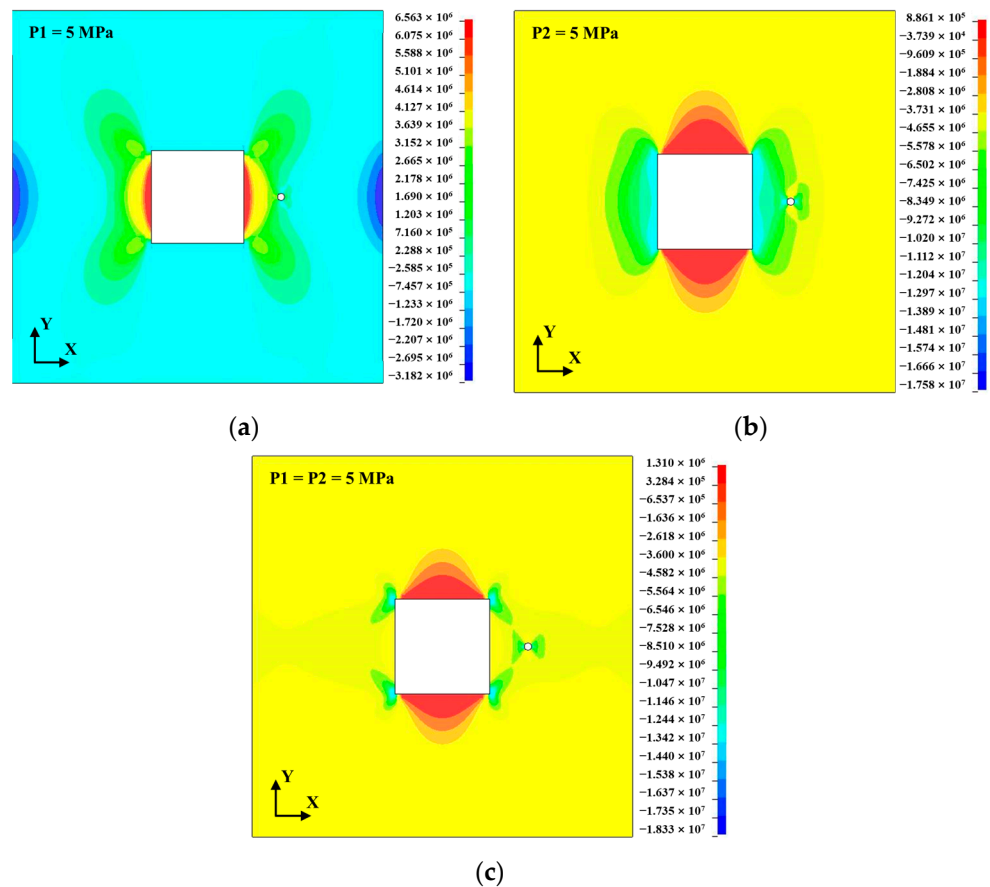 P1 = 5 MPa
6.563 × 10⁶
6.075 × 10⁶
5.588 × 10⁶
5.101 × 10⁶
4.614 × 10⁶
4.127 × 10⁶
3.639 × 10⁶
3.152 × 10⁶
2.665 × 10⁶
2.178 × 10⁶
1.690 × 10⁶
1.203 × 10⁶
7.160 × 10⁵
2.288 × 10⁵
−2.585 × 10⁵
−7.457 × 10⁵
−1.233 × 10⁶
−1.720 × 10⁶
−2.207 × 10⁶
−2.695 × 10⁶
−3.182 × 10⁶
Y
X
(a)
P2 = 5 MPa
8.861 × 10⁵
−3.739 × 10⁴
−9.609 × 10⁵
−1.884 × 10⁶
−2.808 × 10⁶
−3.731 × 10⁶
−4.655 × 10⁶
−5.578 × 10⁶
−6.502 × 10⁶
−7.425 × 10⁶
−8.349 × 10⁶
−9.272 × 10⁶
−1.020 × 10⁷
−1.112 × 10⁷
−1.204 × 10⁷
−1.297 × 10⁷
−1.389 × 10⁷
−1.481 × 10⁷
−1.574 × 10⁷
−1.666 × 10⁷
−1.758 × 10⁷
Y
X
(b)
P1 = P2 = 5 MPa
1.310 × 10⁶
3.284 × 10⁵
−6.537 × 10⁵
−1.636 × 10⁶
−2.618 × 10⁶
−3.600 × 10⁶
−4.582 × 10⁶
−5.564 × 10⁶
−6.546 × 10⁶
−7.528 × 10⁶
−8.510 × 10⁶
−9.492 × 10⁶
−1.047 × 10⁷
−1.146 × 10⁷
−1.244 × 10⁷
−1.342 × 10⁷
−1.440 × 10⁷
−1.538 × 10⁷
−1.637 × 10⁷
−1.735 × 10⁷
−1.833 × 10⁷
Y
X
(c)